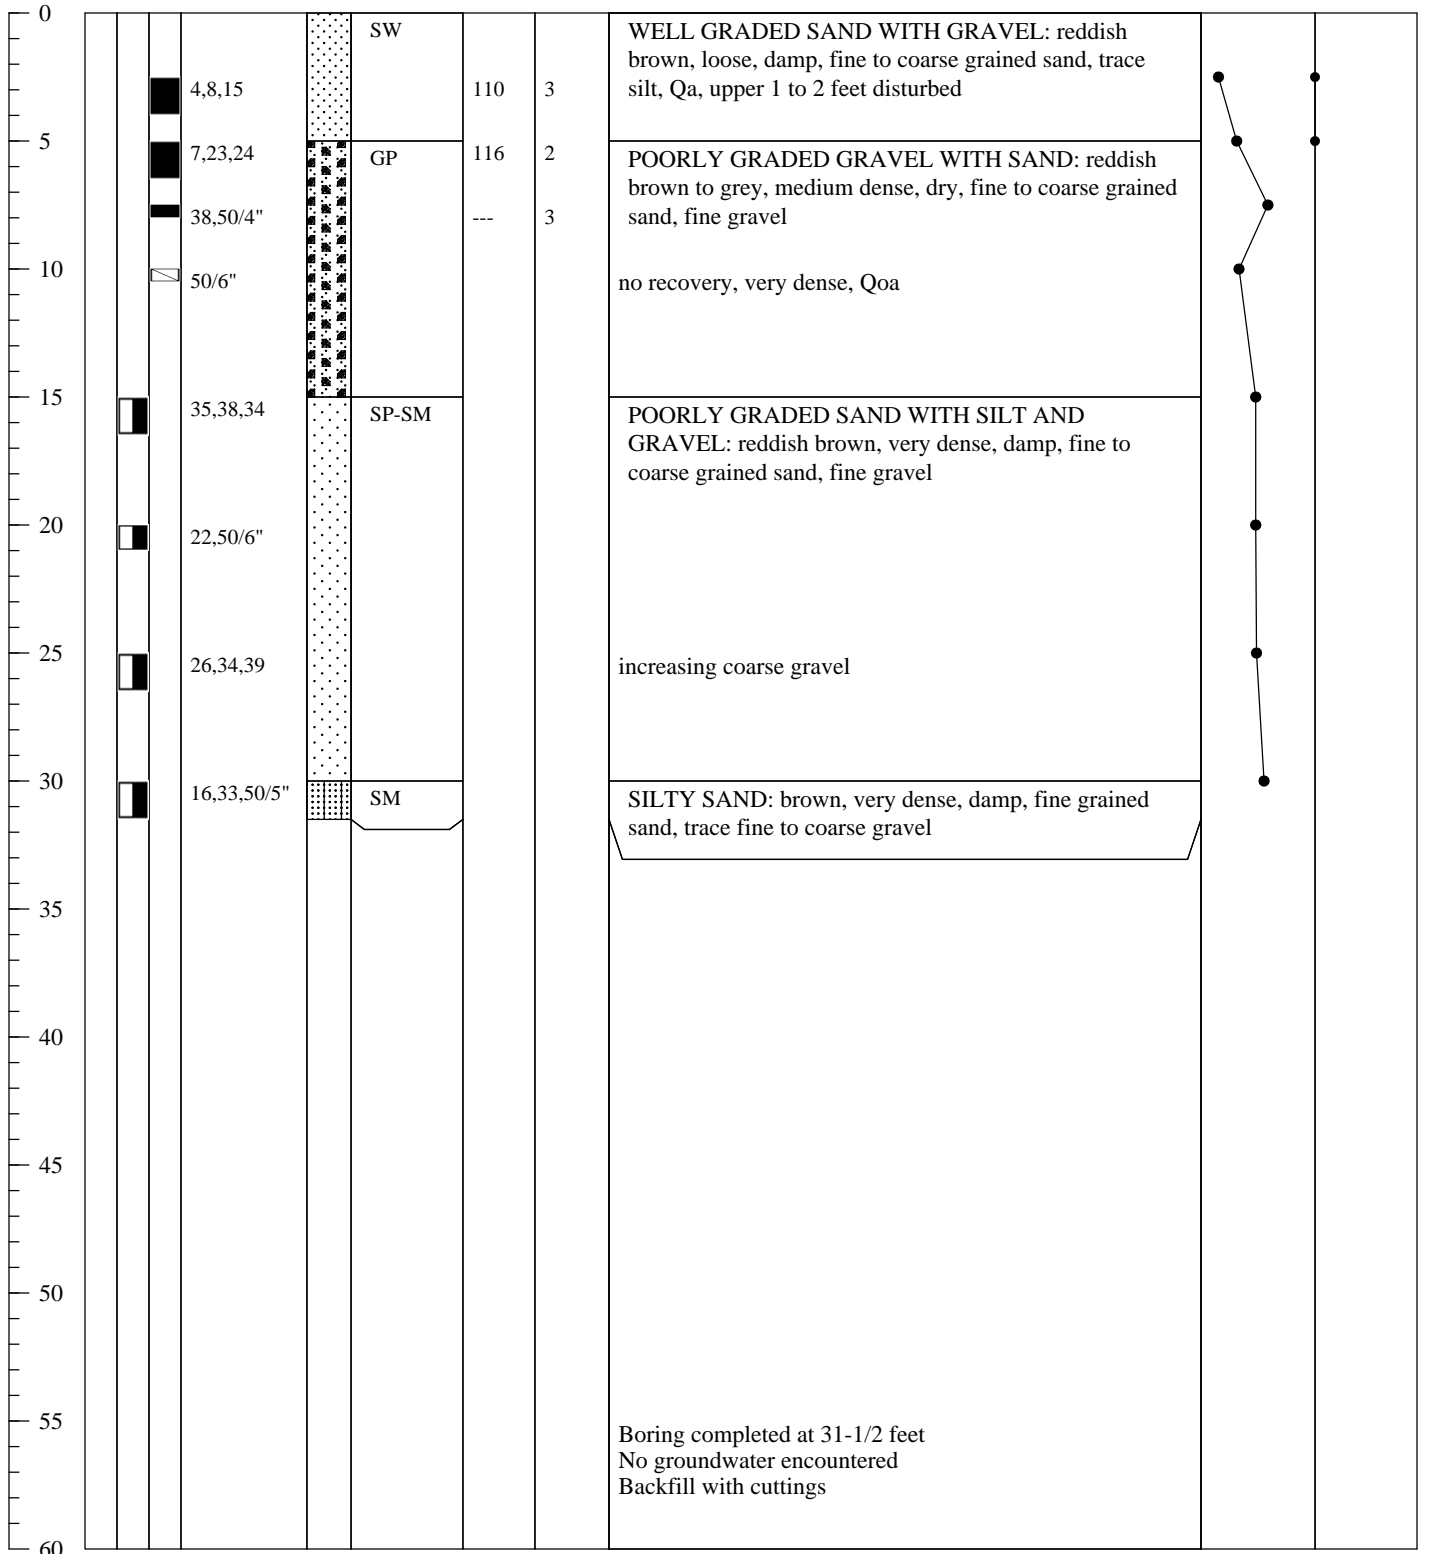 0
SW
WELL GRADED SAND WITH GRAVEL: reddish
brown, loose, damp, fine to coarse grained sand, trace
silt, Qa, upper 1 to 2 feet disturbed
4,8,15
110
3
5
7,23,24
GP
116
2
POORLY GRADED GRAVEL WITH SAND: reddish
brown to grey, medium dense, dry, fine to coarse grained
sand, fine gravel
38,50/4"
---
3
10
50/6"
no recovery, very dense, Qoa
15
35,38,34
SP-SM
POORLY GRADED SAND WITH SILT AND
GRAVEL: reddish brown, very dense, damp, fine to
coarse grained sand, fine gravel
20
22,50/6"
25
26,34,39
increasing coarse gravel
30
16,33,50/5"
SM
SILTY SAND: brown, very dense, damp, fine grained
sand, trace fine to coarse gravel
35
40
45
50
55
Boring completed at 31-1/2 feet
No groundwater encountered
Backfill with cuttings
60